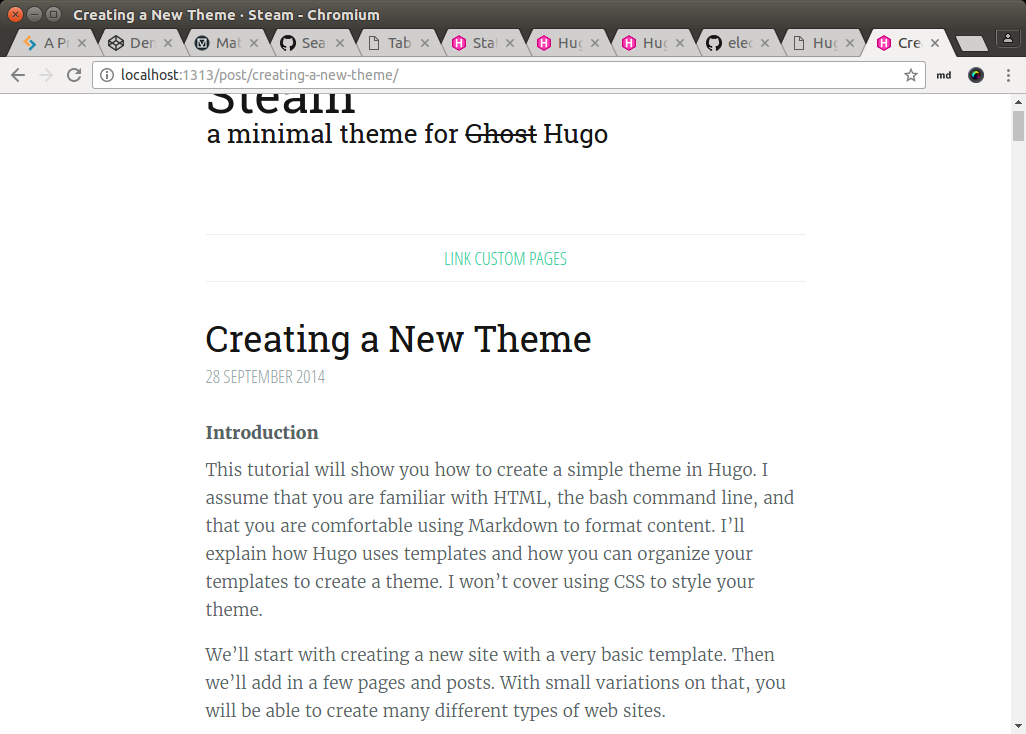 Creating a New Theme · Steam - Chromium
A P
Den
Mat
Sea
Tab
Stat
Hug
Hug
elec
Hug
Cre
localhost:1313/post/creating-a-new-theme/
md
Steam
a minimal theme for Ghost Hugo
LINK CUSTOM PAGES
Creating a New Theme
28 SEPTEMBER 2014
Introduction
This tutorial will show you how to create a simple theme in Hugo. I
assume that you are familiar with HTML, the bash command line, and
that you are comfortable using Markdown to format content. I’ll
explain how Hugo uses templates and how you can organize your
templates to create a theme. I won’t cover using CSS to style your
theme.
We’ll start with creating a new site with a very basic template. Then
we’ll add in a few pages and posts. With small variations on that, you
will be able to create many different types of web sites.